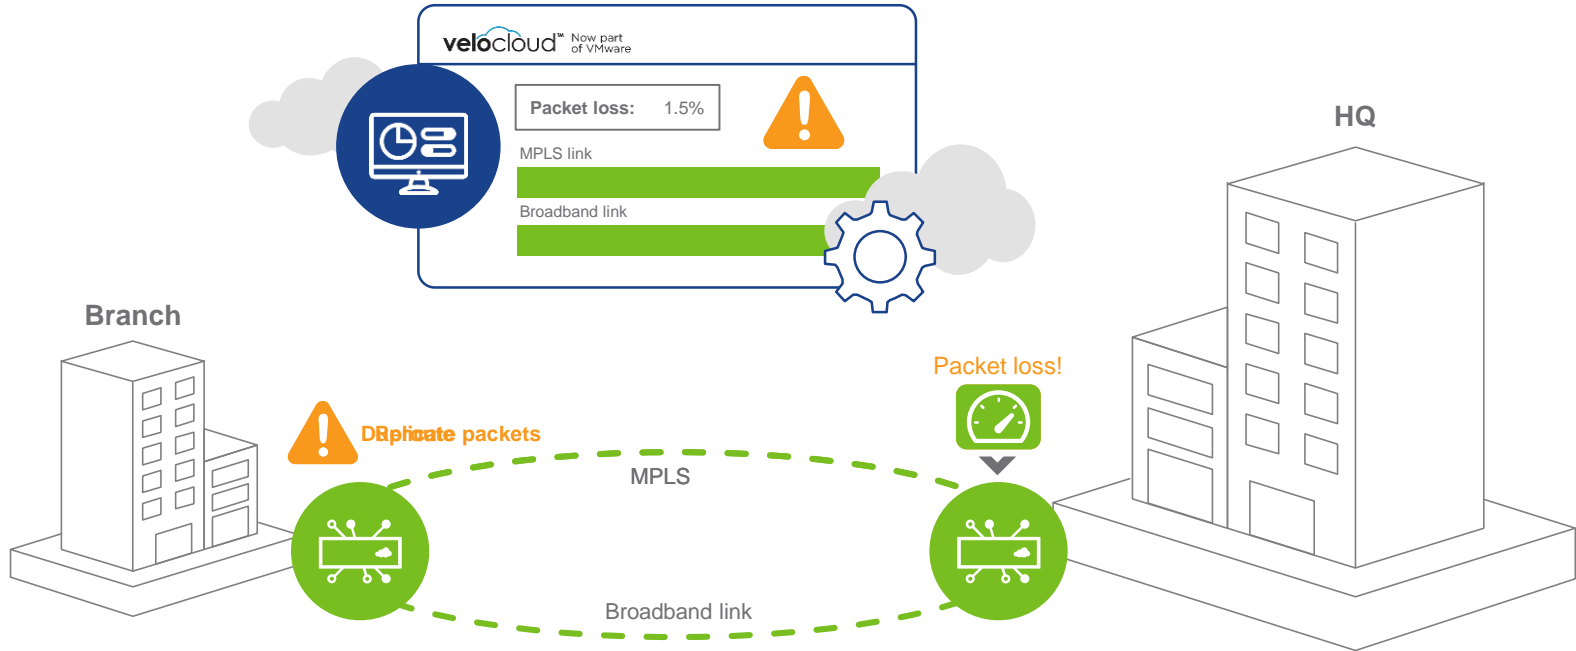 velocloud™ Now part
of VMware
Packet loss: 1.5%
MPLS link
Broadband link
HQ
Branch
Packet loss!
packets
MPLS
Broadband link